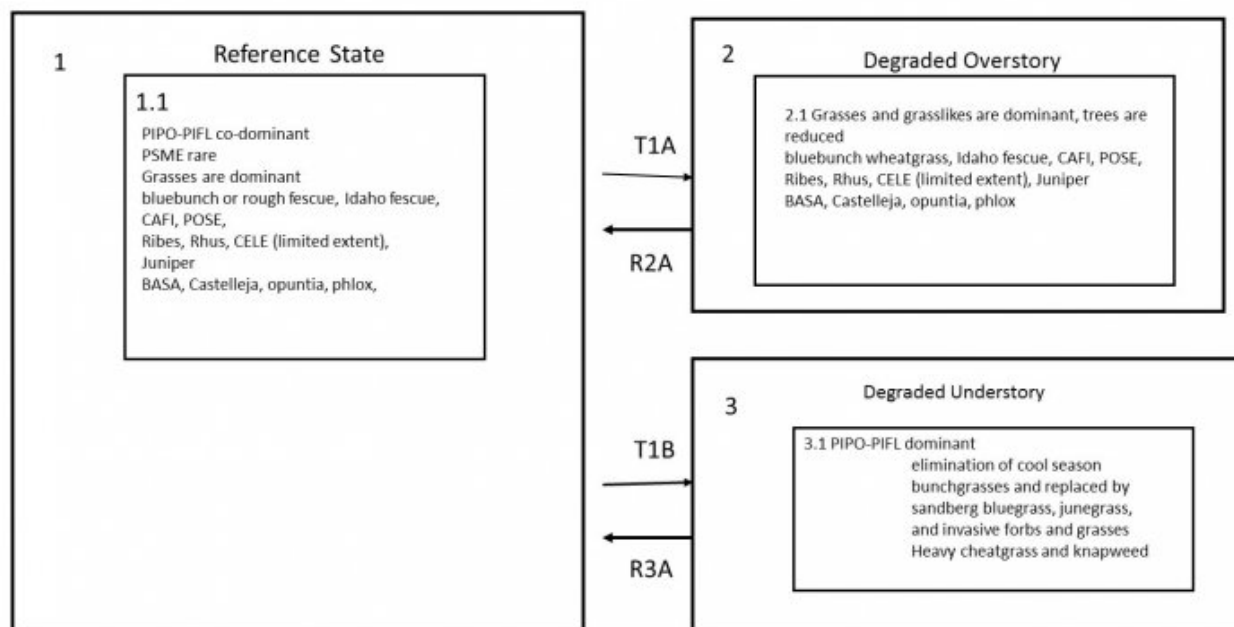 1
Reference State
1.1
PIPO-PIFL co-dominant
PSME rare
Grasses are dominant
bluebunch or rough fescue, Idaho fescue,
CAFI, POSE,
Ribes, Rhus, CELE (limited extent),
Juniper
BASA, Castelleja, opuntia, phlox,
T1A
R2A
2
Degraded Overstory
2.1 Grasses and grasslikes are dominant, trees are
reduced
bluebunch wheatgrass, Idaho fescue, CAFI, POSE,
Ribes, Rhus, CELE (limited extent), Juniper
BASA, Castelleja, opuntia, phlox
T1B
R3A
3
Degraded Understory
3.1 PIPO-PIFL dominant
elimination of cool season
bunchgrasses and replaced by
sandberg bluegrass, junegrass,
and invasive forbs and grasses
Heavy cheatgrass and knapweed